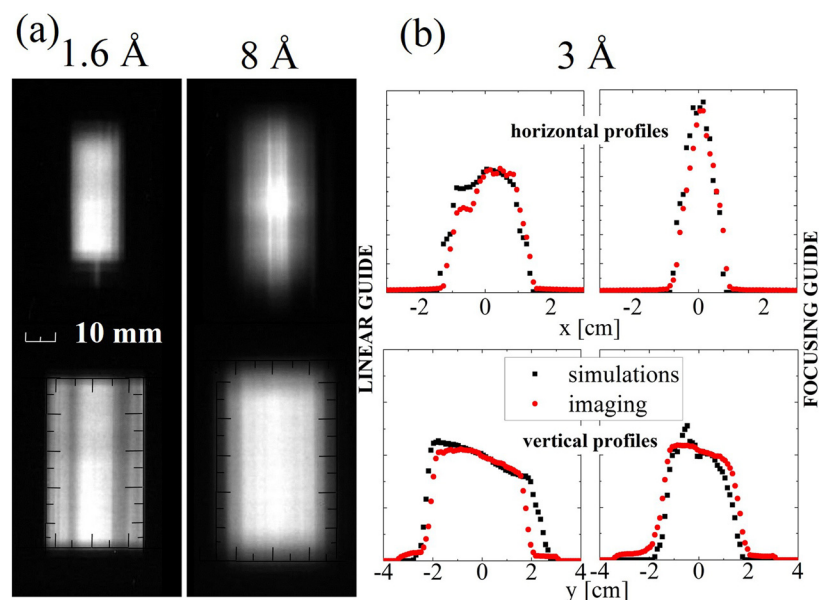 (a)
1.6 Å
8 Å
10 mm
(b)
3 Å
LINEAR GUIDE
horizontal profiles
FOCUSING GUIDE
-2 0 2 -2 0 2
x [cm]
simulations
imaging
vertical profiles
-4 -2 0 2 4 -2 0 2 4
y [cm]